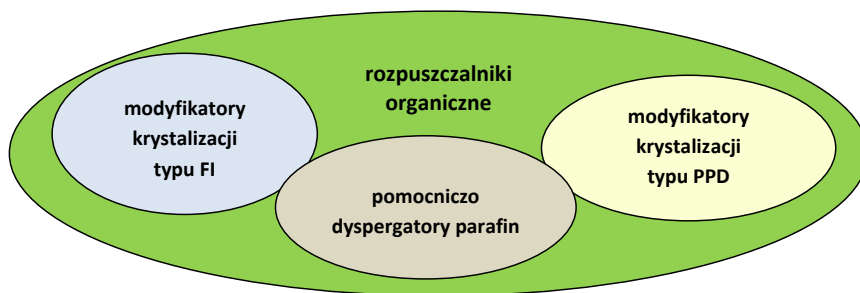 rozpuszczalniki
organiczne
modyfikatory
krystalizacji
typu FI
pomocniczo
dyspergatory parafin
modyfikatory
krystalizacji
typu PPD